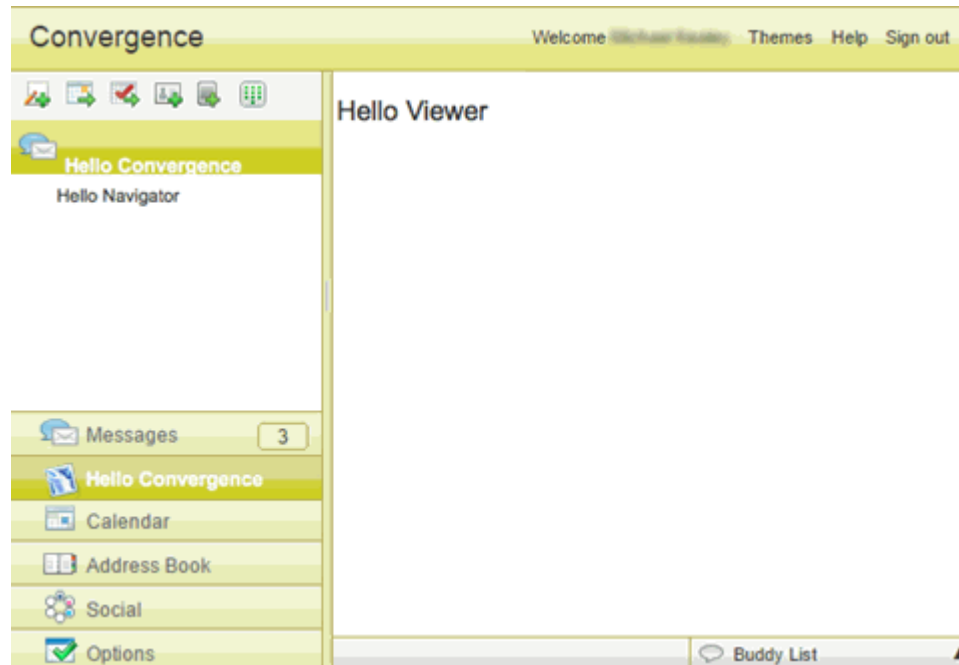 Convergence
Welcome Themes Help Sign out
Hello Convergence
Hello Navigator
Hello Viewer
Messages 3
Hello Convergence
Calendar
Address Book
Social
Options
Buddy List